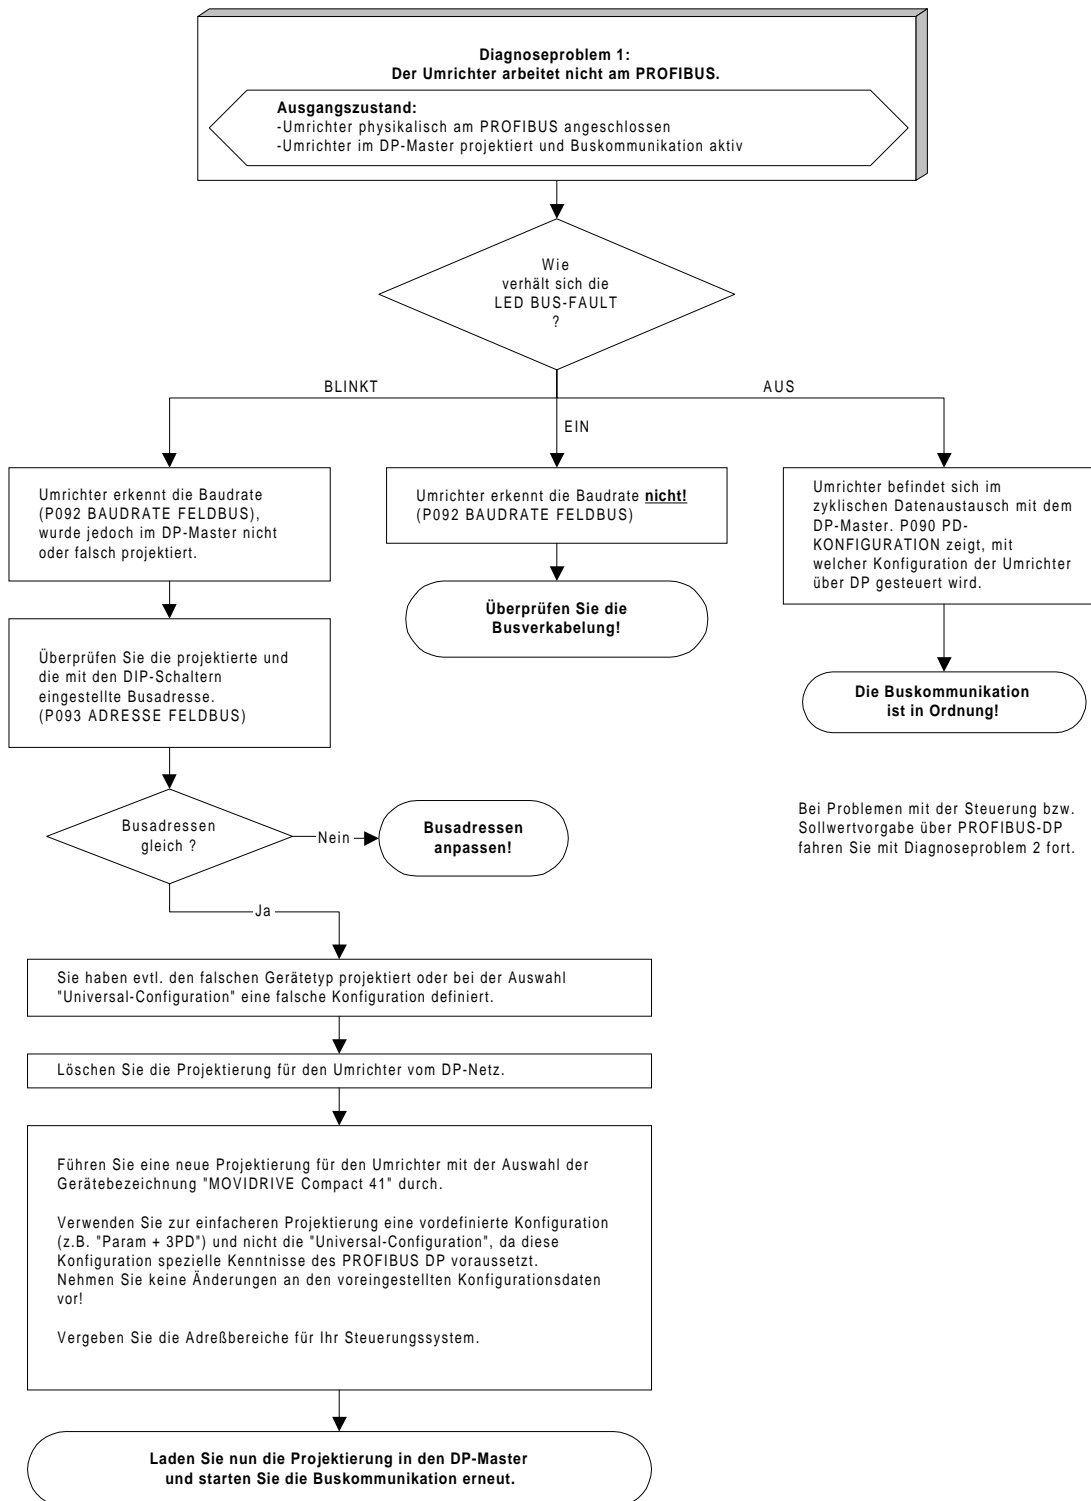 Diagnoseproblem 1:
Der Umrichter arbeitet nicht am PROFIBUS.
Ausgangszustand:
-Umrichter physikalisch am PROFIBUS angeschlossen
-Umrichter im DP-Master projektiert und Buskommunikation aktiv
Wie
verhält sich die
LED BUS-FAULT
?
BLINKT
EIN
AUS
Umrichter erkennt die Baudrate
(P092 BAUDRATE FELDBUS),
wurde jedoch im DP-Master nicht
oder falsch projektiert.
Umrichter erkennt die Baudrate nicht!
(P092 BAUDRATE FELDBUS)
Umrichter befindet sich im
zyklischen Datenaustausch mit dem
DP-Master. P090 PD-
KONFIGURATION zeigt, mit
welcher Konfiguration der Umrichter
über DP gesteuert wird.
Überprüfen Sie die
Busverkabelung!
Überprüfen Sie die projektierte und
die mit den DIP-Schaltern
eingestellte Busadresse.
(P093 ADRESSE FELDBUS)
Die Buskommunikation
ist in Ordnung!
Busadressen
gleich ?
Nein
Busadressen
anpassen!
Bei Problemen mit der Steuerung bzw.
Sollwertvorgabe über PROFIBUS-DP
fahren Sie mit Diagnoseproblem 2 fort.
Ja
Sie haben evtl. den falschen Gerätetyp projektiert oder bei der Auswahl
"Universal-Configuration" eine falsche Konfiguration definiert.
Löschen Sie die Projektierung für den Umrichter vom DP-Netz.
Führen Sie eine neue Projektierung für den Umrichter mit der Auswahl der
Gerätebezeichnung "MOVIDRIVE Compact 41" durch.
Verwenden Sie zur einfacheren Projektierung eine vordefinierte Konfiguration
(z.B. "Param + 3PD") und nicht die "Universal-Configuration", da diese
Konfiguration spezielle Kenntnisse des PROFIBUS DP voraussetzt.
Nehmen Sie keine Änderungen an den voreingestellten Konfigurationsdaten
vor!
Vergeben Sie die Adreßbereiche für Ihr Steuerungssystem.
Laden Sie nun die Projektierung in den DP-Master
und starten Sie die Buskommunikation erneut.